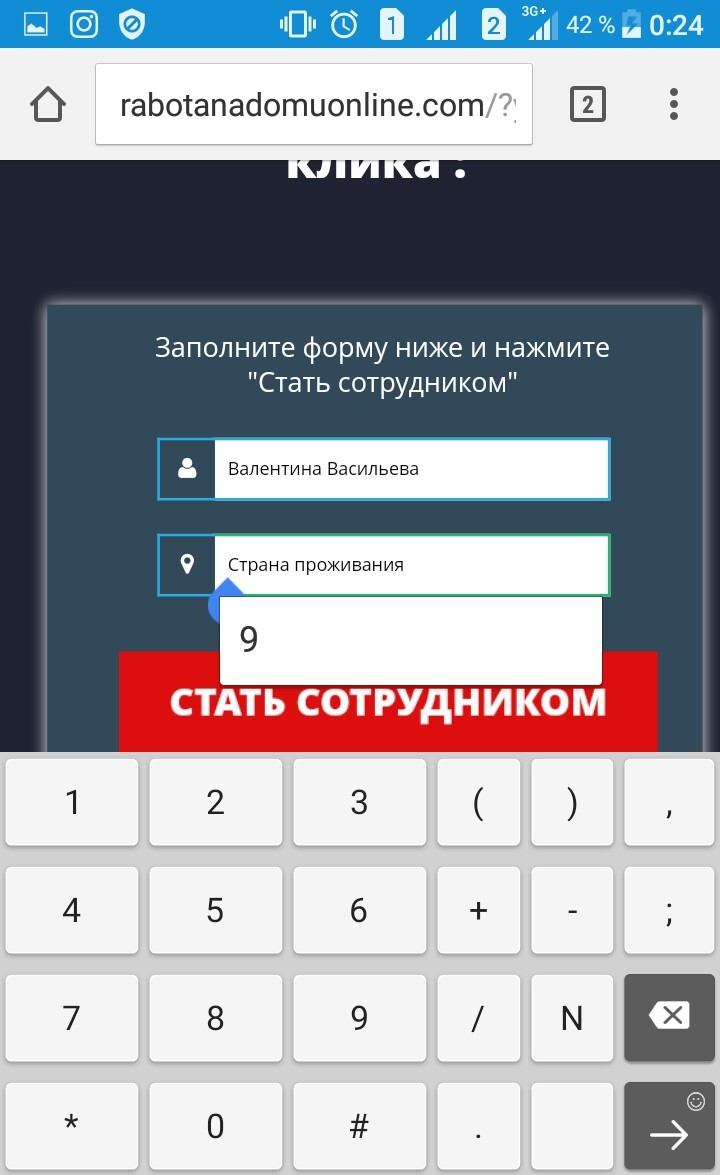 1
2
3G+
42 %
0:24
rabotanadomuonline.com/?
2
клика :
Заполните форму ниже и нажмите
"Стать сотрудником"
Валентина Васильева
Страна проживания
9
СТАТЬ СОТРУДНИКОМ
1 2 3 ( ) ,
4 5 6 + - ;
7 8 9 / N
* 0 # .